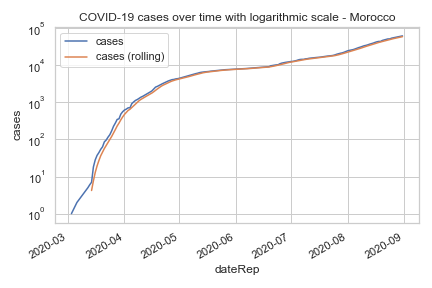 COVID-19 cases over time with logarithmic scale - Morocco
cases
cases (rolling)
10^5
10^4
10^3
10^2
10^1
10^0
cases
2020-03
2020-04
2020-05
2020-06
2020-07
2020-08
2020-09
dateRep